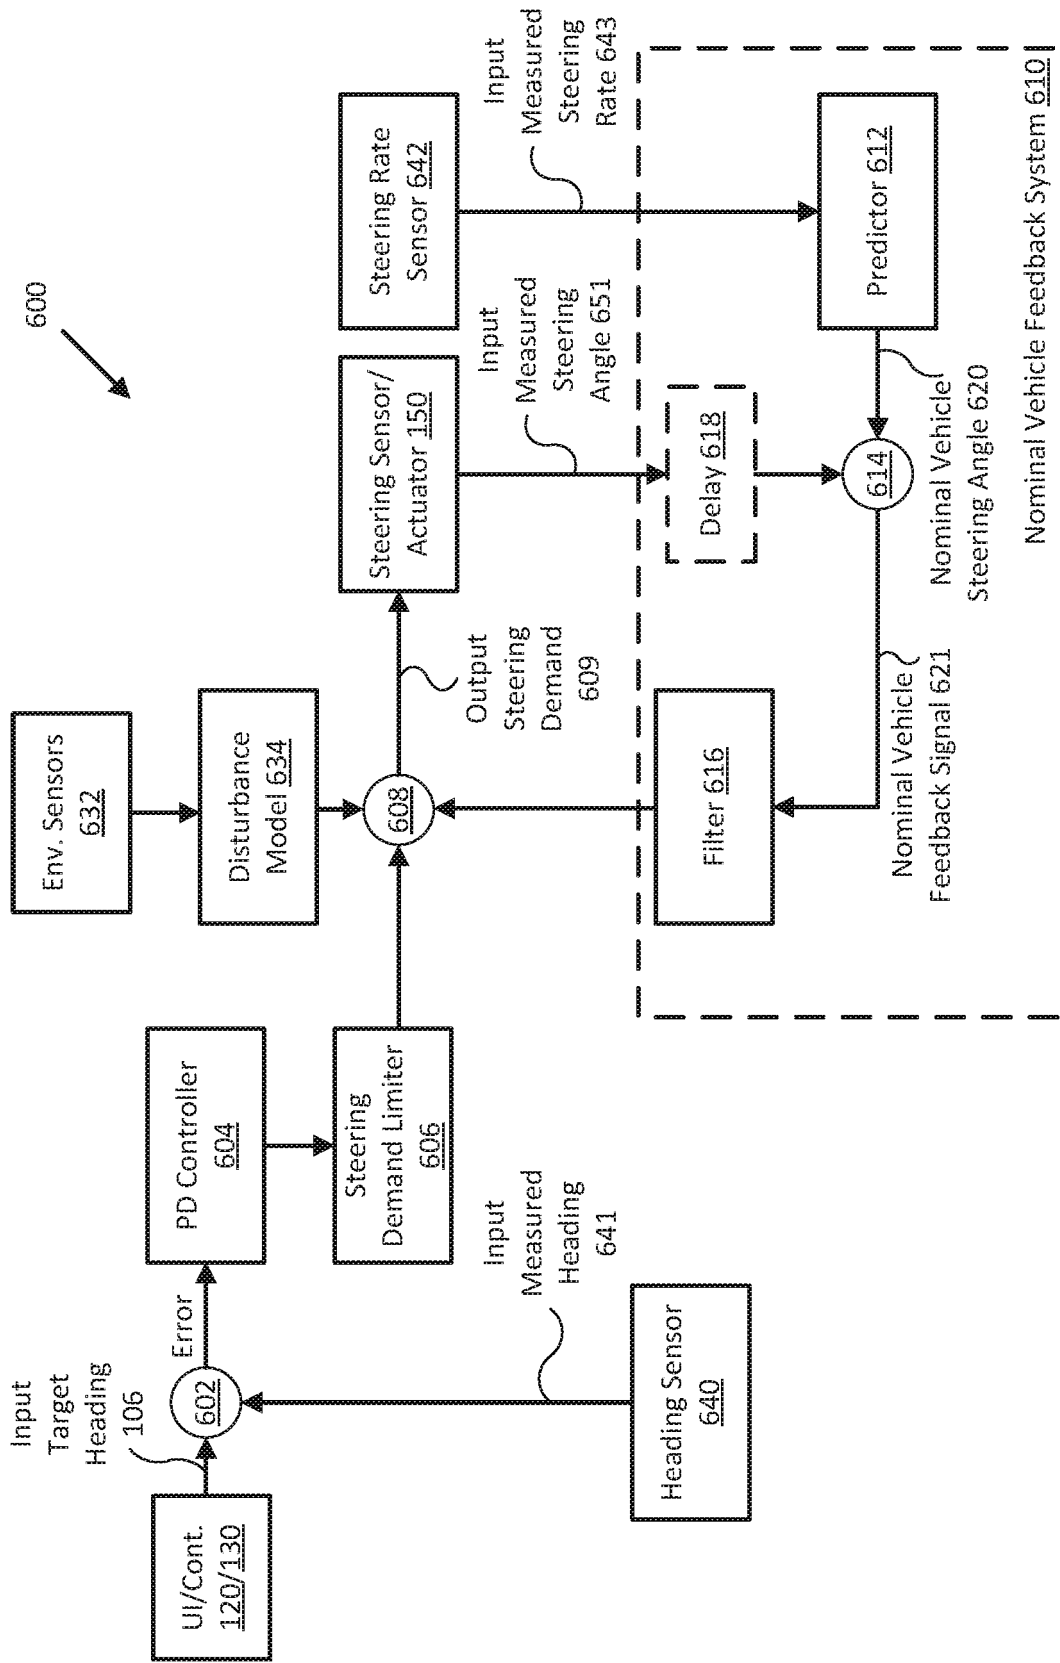 600
UI/Cont.
120/130
Input
Target
Heading
106
602
Error
PD Controller
604
Steering
Demand Limiter
606
Heading Sensor
640
Input
Measured
Heading
641
Env. Sensors
632
Disturbance
Model 634
608
Output
Steering
Demand
609
Steering Sensor/
Actuator 150
Steering Rate
Sensor 642
Input
Measured
Steering
Angle 651
Input
Measured
Steering
Rate 643
Filter 616
Delay 618
614
Predictor 612
Nominal Vehicle
Feedback Signal 621
Nominal Vehicle
Steering Angle 620
Nominal Vehicle Feedback System 610